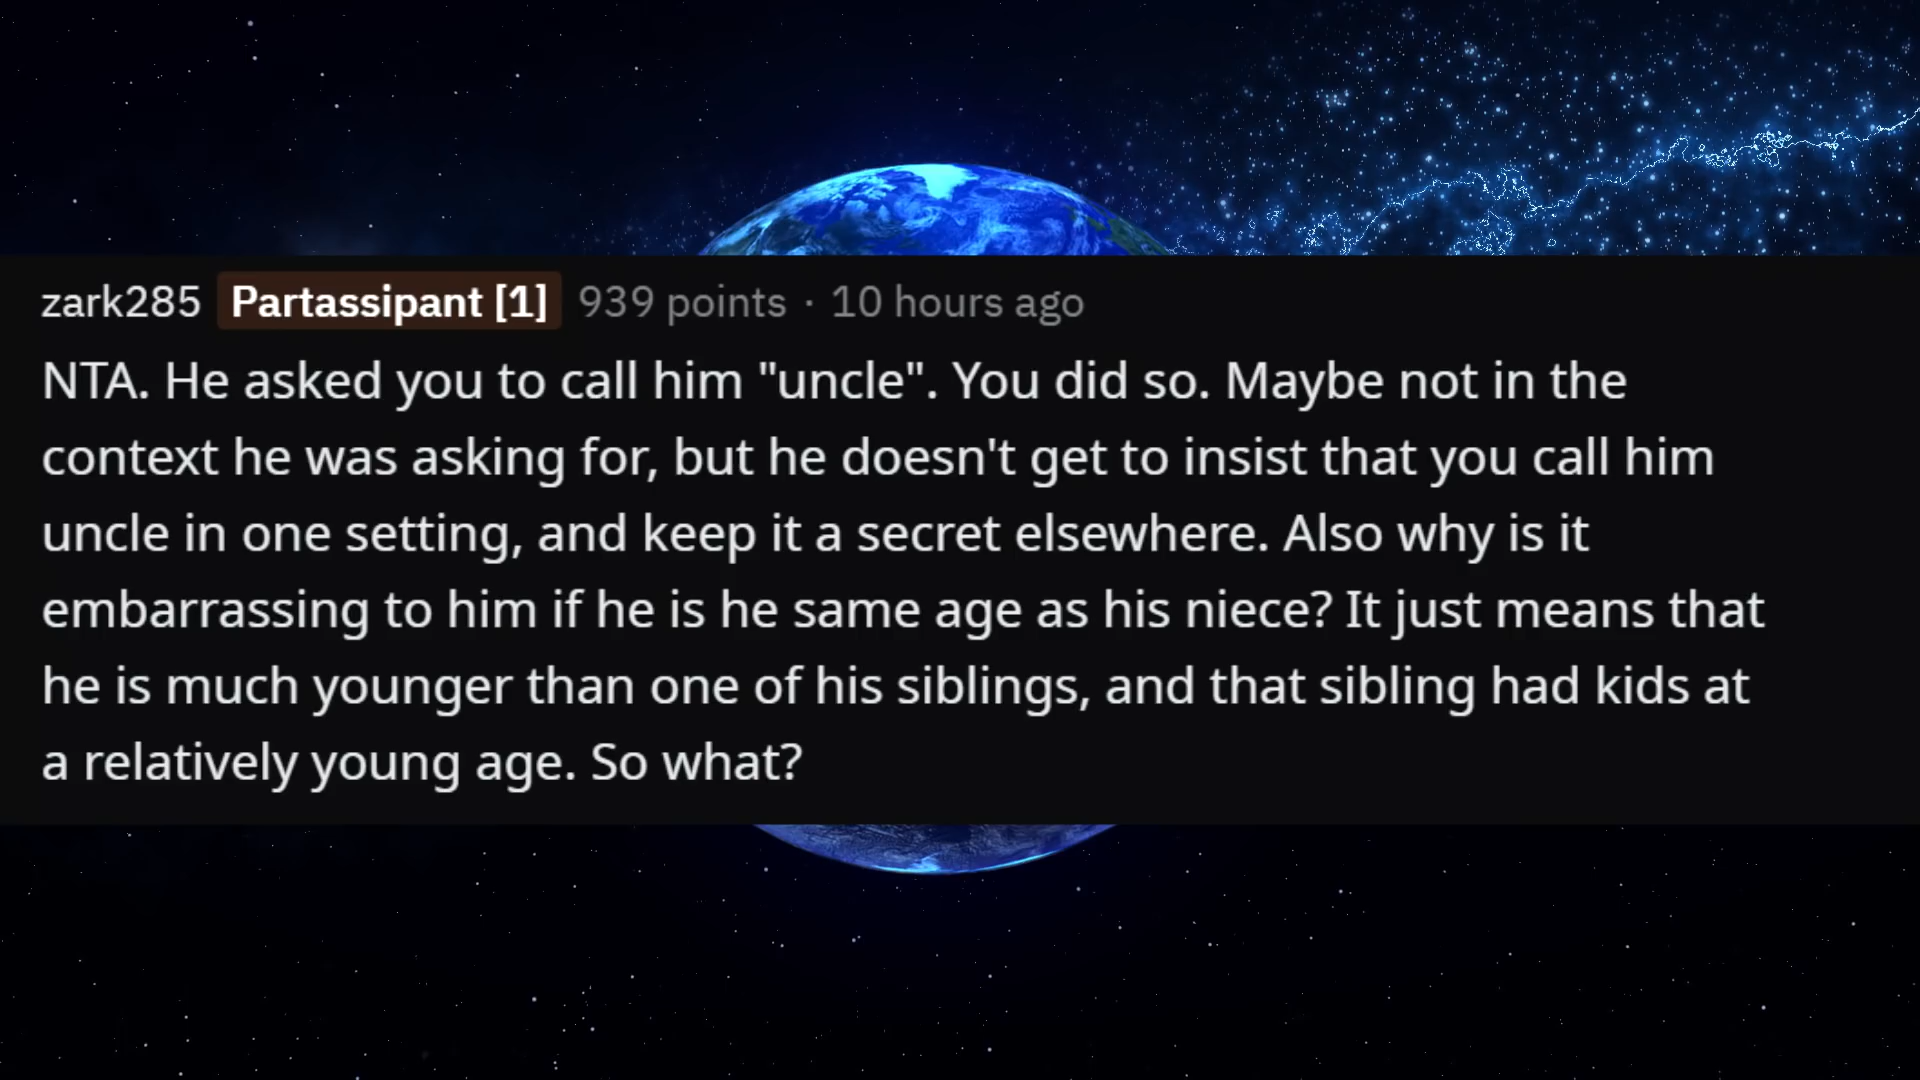 zark285 Partassipant [1] 939 points · 10 hours ago
NTA. He asked you to call him "uncle". You did so. Maybe not in the
context he was asking for, but he doesn't get to insist that you call him
uncle in one setting, and keep it a secret elsewhere. Also why is it
embarrassing to him if he is he same age as his niece? It just means that
he is much younger than one of his siblings, and that sibling had kids at
a relatively young age. So what?